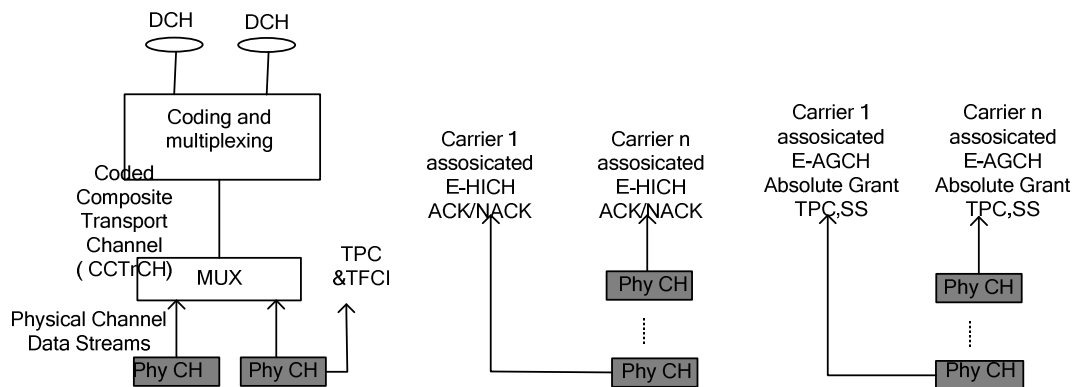 DCH
DCH
Coding and
multiplexing
Coded
Composite
Transport
Channel
( CCTrCH)
MUX
TPC
&TFCI
Physical Channel
Data Streams
Phy CH
Phy CH
Carrier 1
assosicated
E-HICH
ACK/NACK
Carrier n
assosicated
E-HICH
ACK/NACK
Phy CH
Phy CH
Carrier 1
assosicated
E-AGCH
Absolute Grant
TPC,SS
Carrier n
assosicated
E-AGCH
Absolute Grant
TPC,SS
Phy CH
Phy CH